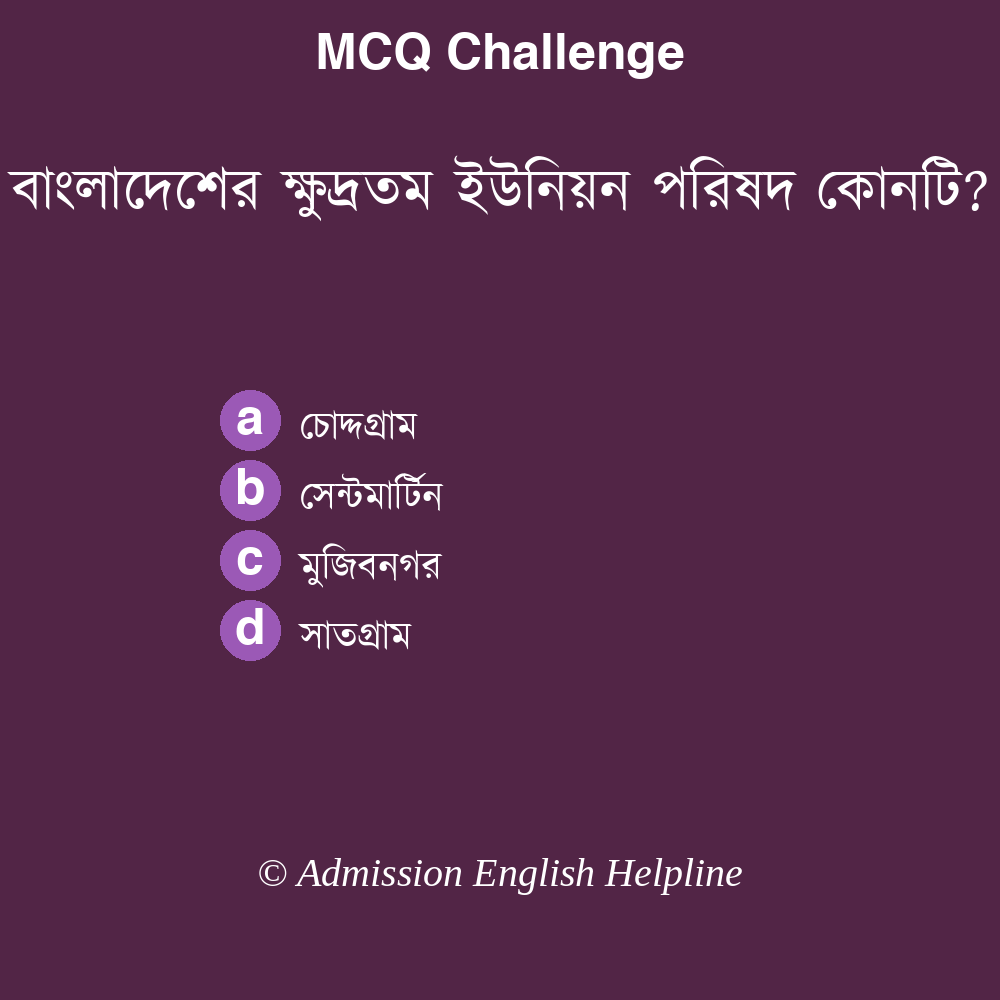 MCQ Challenge
বাংলাদেশের ক্ষুদ্রতম ইউনিয়ন পরিষদ কোনটি?
a চোদ্দগ্রাম
b সেন্টমার্টিন
c মুজিবনগর
d সাতগ্রাম
© Admission English Helpline